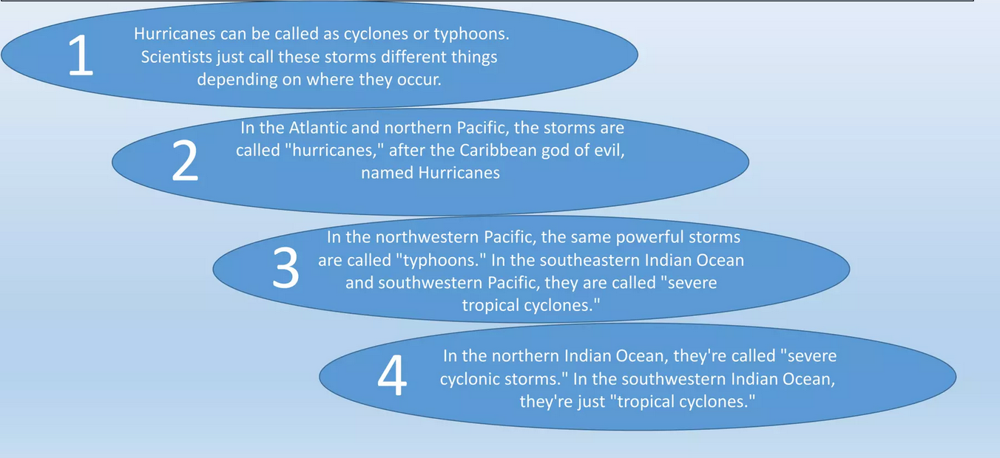 1
Hurricanes can be called as cyclones or typhoons.
Scientists just call these storms different things
depending on where they occur.
2
In the Atlantic and northern Pacific, the storms are
called "hurricanes," after the Caribbean god of evil,
named Hurricanes
3
In the northwestern Pacific, the same powerful storms
are called "typhoons." In the southeastern Indian Ocean
and southwestern Pacific, they are called "severe
tropical cyclones."
4
In the northern Indian Ocean, they're called "severe
cyclonic storms." In the southwestern Indian Ocean,
they're just "tropical cyclones."